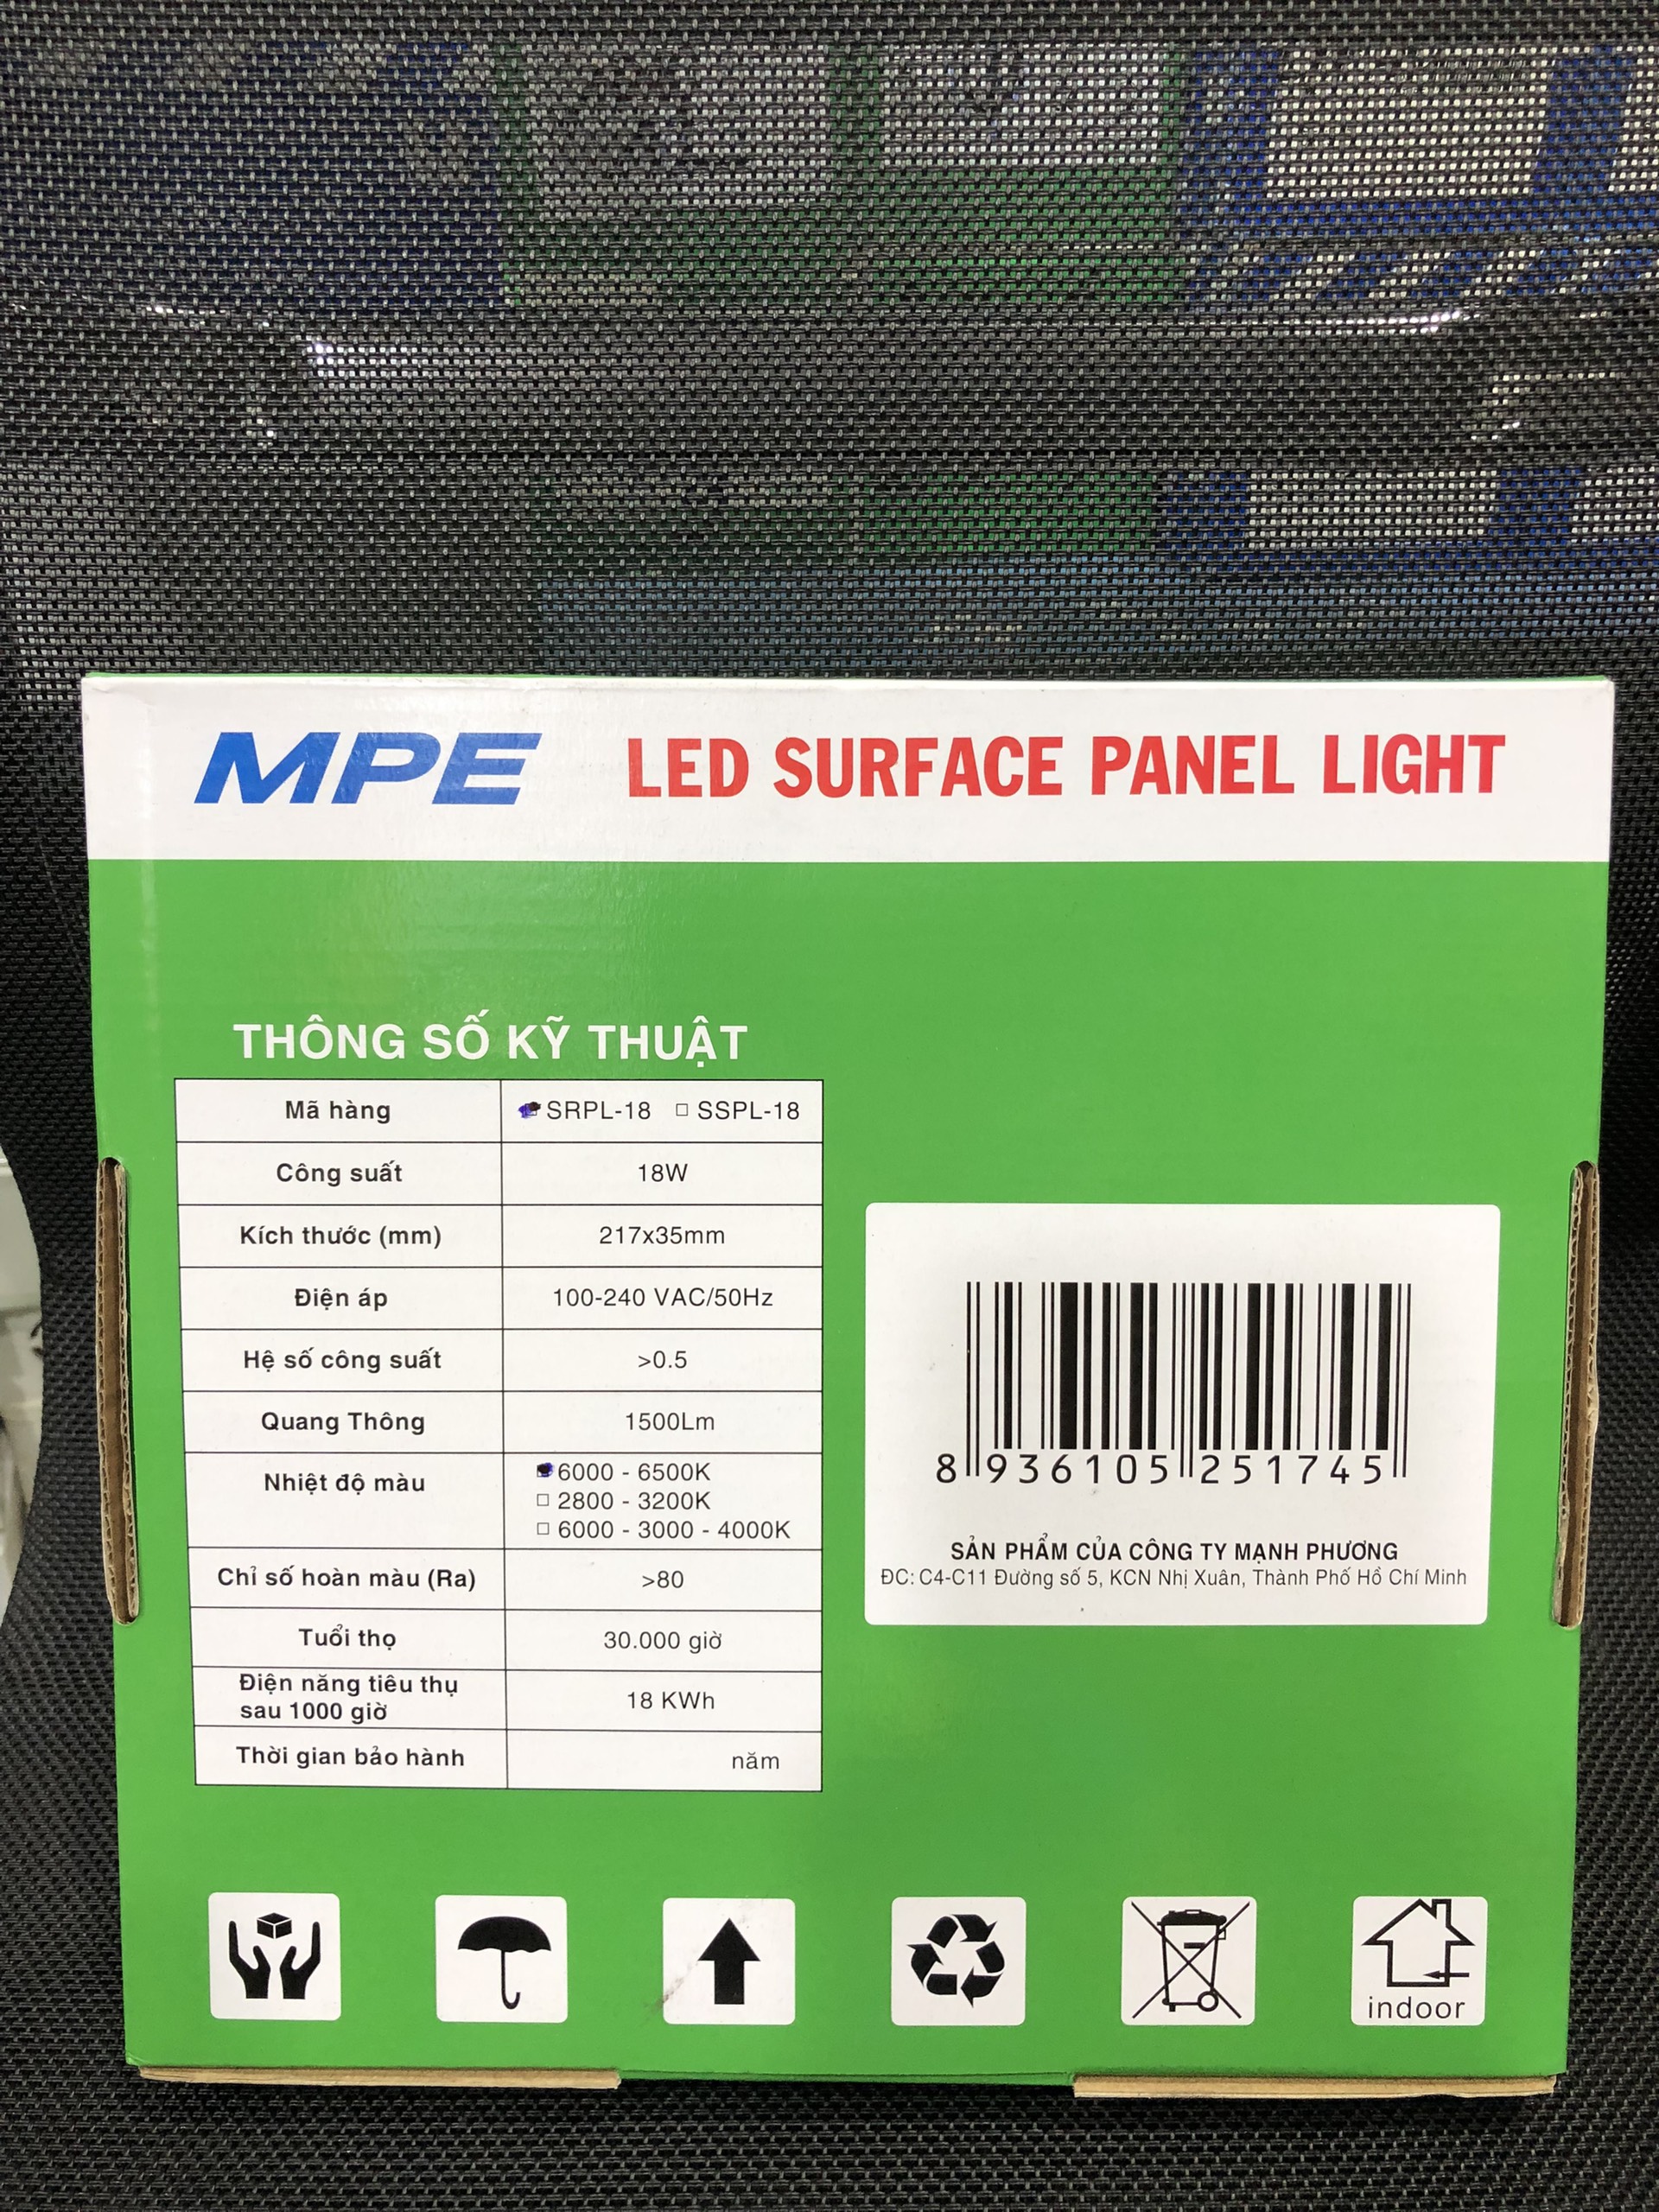 MPE LED SURFACE PANEL LIGHT
THÔNG SỐ KỸ THUẬT
Mã hàng SRPL-18 SSPL-18
Công suất 18W
Kích thước (mm) 217x35mm
Điện áp 100-240 VAC/50Hz
Hệ số công suất >0.5
Quang Thông 1500Lm
Nhiệt độ màu 6000 - 6500K
2800 - 3200K
6000 - 3000 - 4000K
Chỉ số hoàn màu (Ra) >80
Tuổi thọ 30.000 giờ
Điện năng tiêu thụ
sau 1000 giờ 18 KWh
Thời gian bảo hành năm
8 936105 251745
SẢN PHẨM CỦA CÔNG TY MẠNH PHƯƠNG
ĐC: C4-C11 Đường số 5, KCN Nhị Xuân, Thành Phố Hồ Chí Minh
indoor